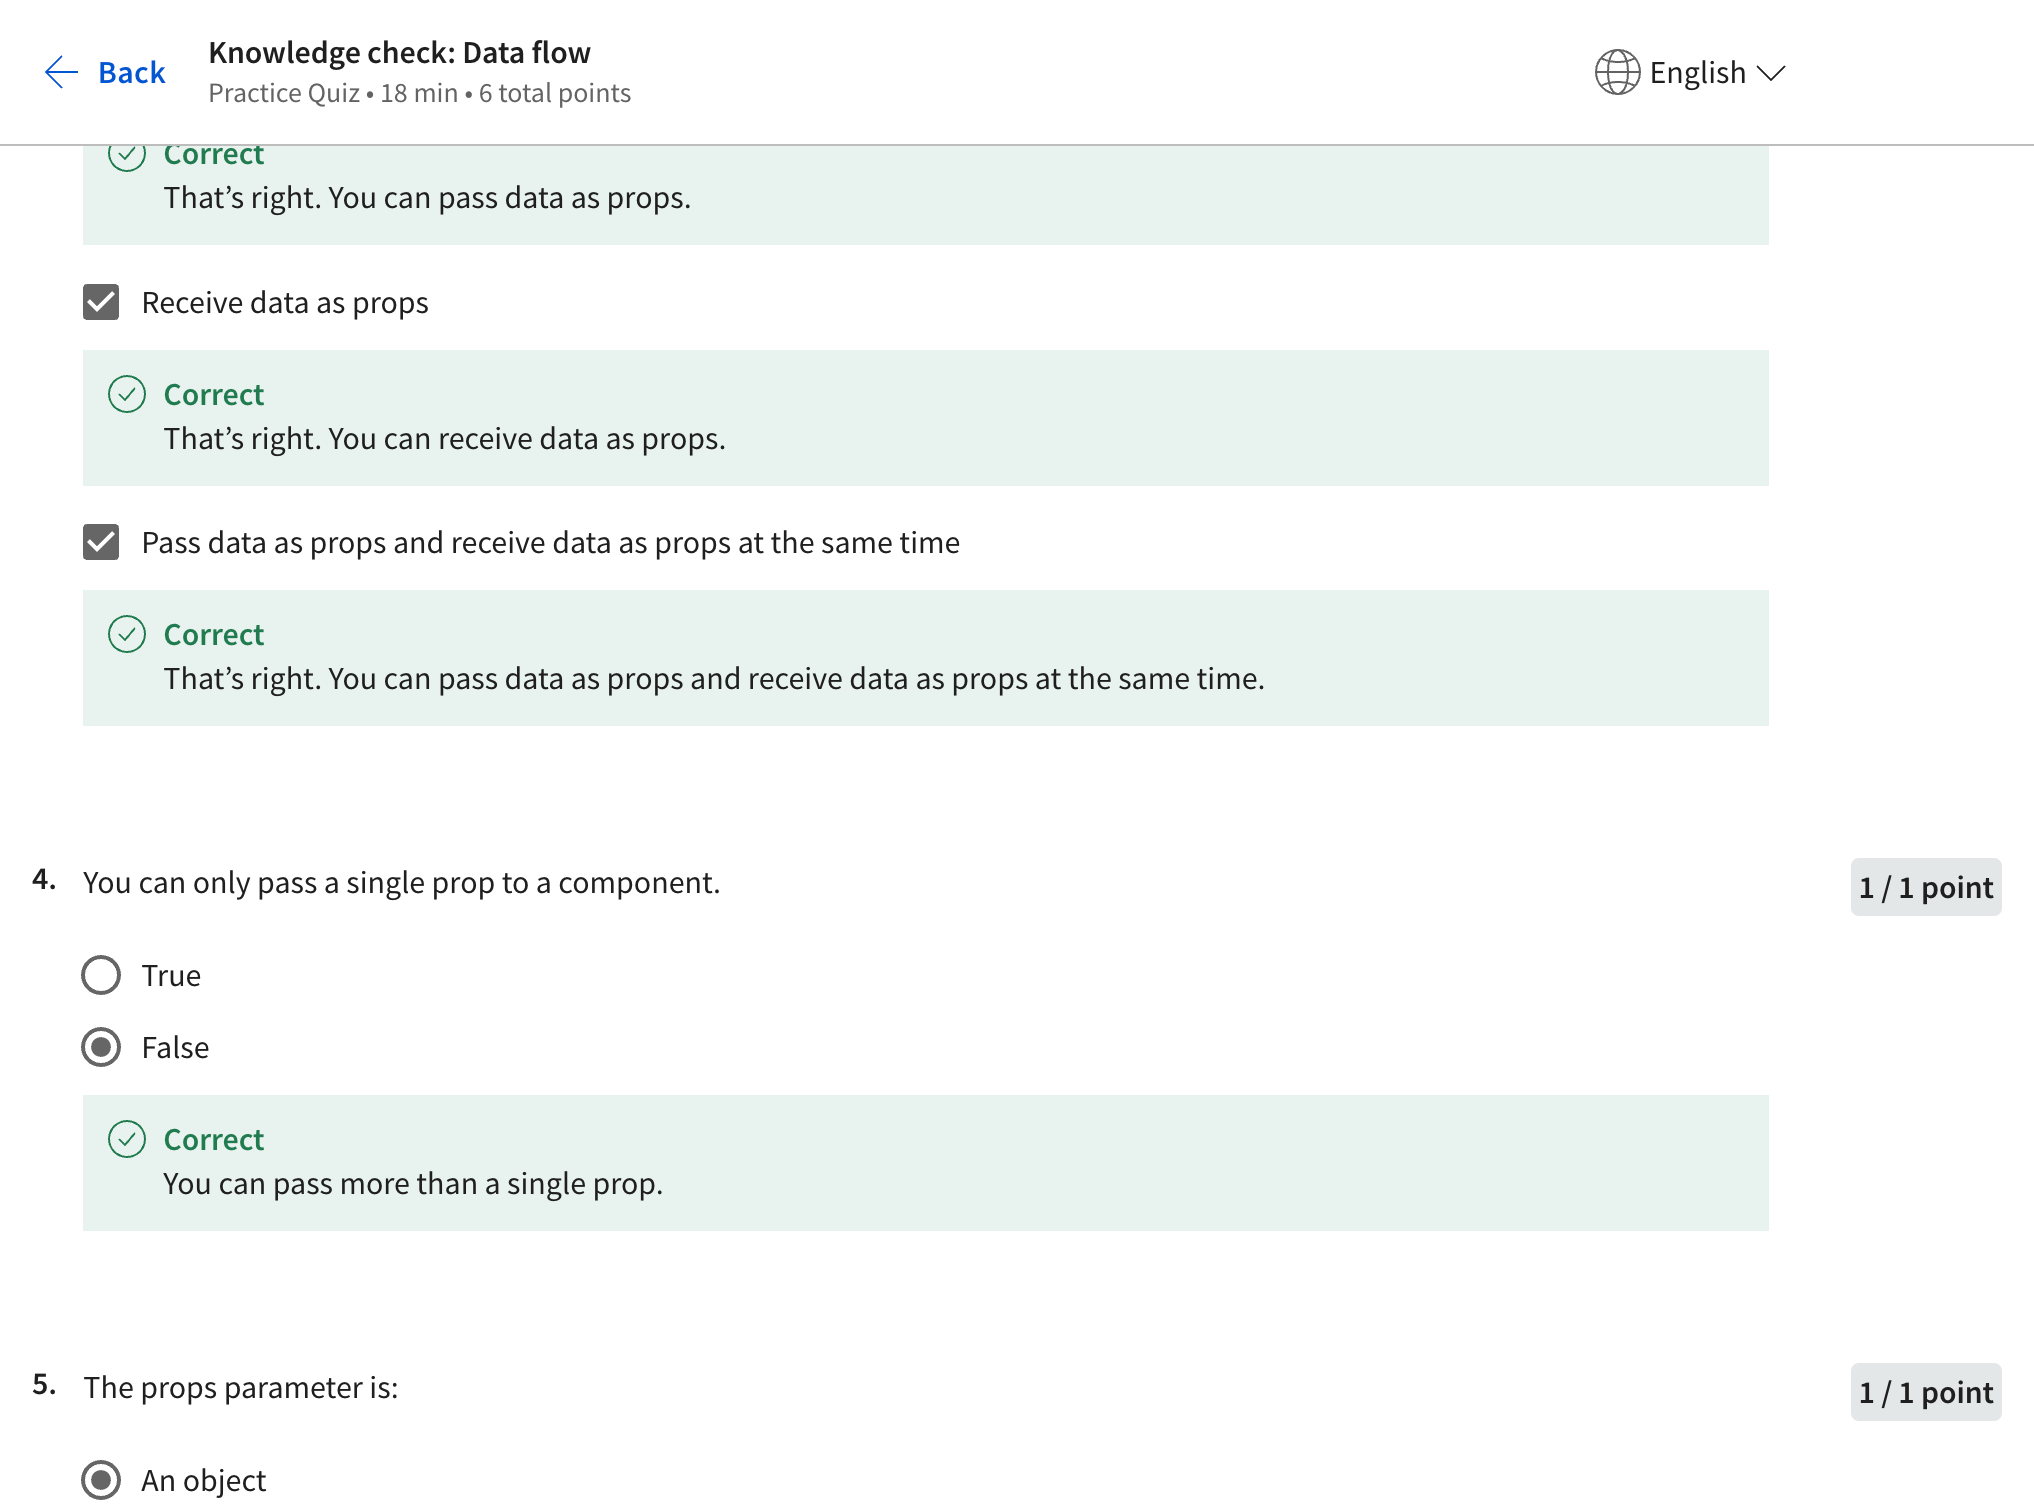 Back
Knowledge check: Data flow
Practice Quiz • 18 min • 6 total points
English
Correct
That’s right. You can pass data as props.
Receive data as props
Correct
That’s right. You can receive data as props.
Pass data as props and receive data as props at the same time
Correct
That’s right. You can pass data as props and receive data as props at the same time.
4. You can only pass a single prop to a component.
1 / 1 point
True
False
Correct
You can pass more than a single prop.
5. The props parameter is:
1 / 1 point
An object